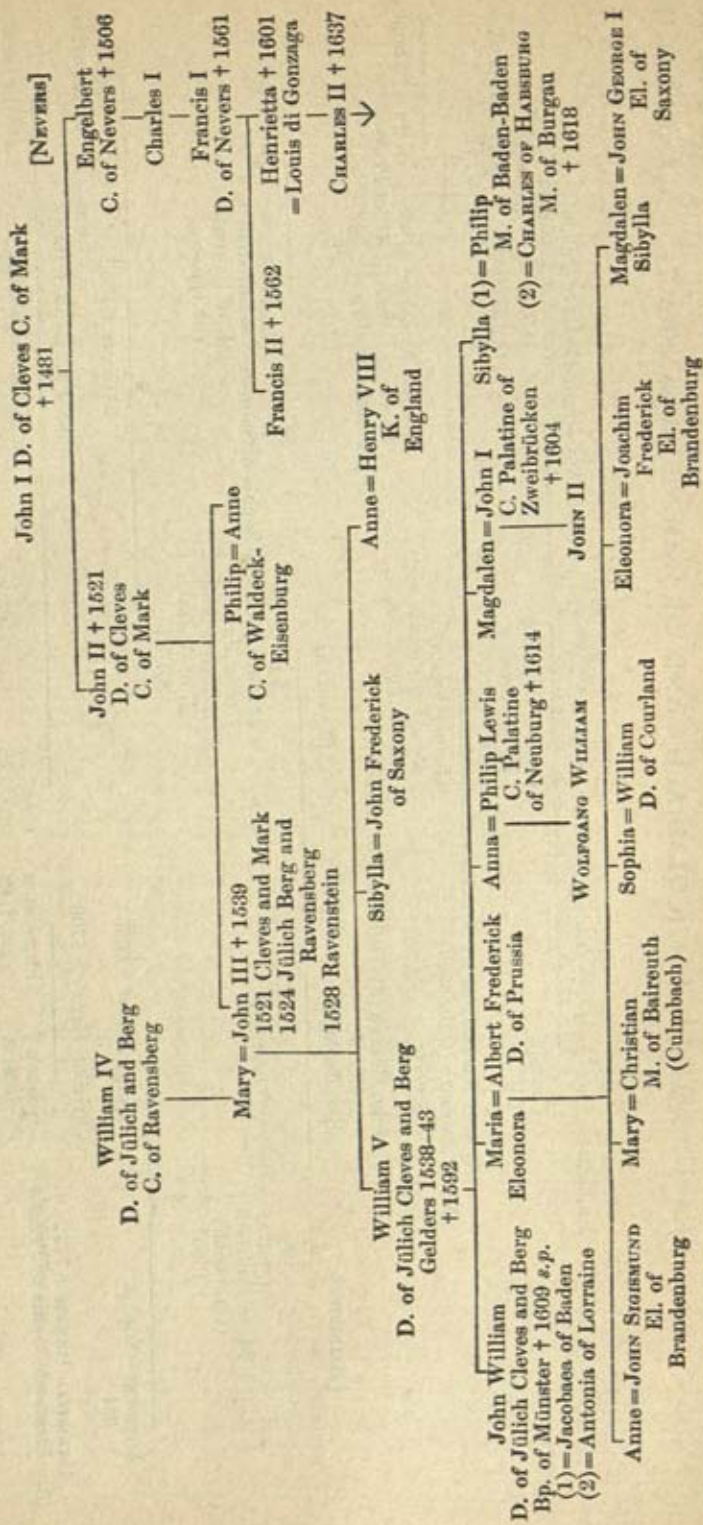 John I D. of Cleves C. of Mark
† 1481
[NEVERS]
John II † 1521
D. of Cleves
C. of Mark
Engelbert
C. of Nevers † 1506
Charles I
Francis I
D. of Nevers † 1561
Francis II † 1562
Henrietta † 1601
=Louis di Gonzaga
CHARLES II † 1637
William IV
D. of Jülich and Berg
C. of Ravensberg
Mary=John III † 1539
1521 Cleves and Mark
1524 Jülich Berg and
Ravensberg
1528 Ravenstein
Philip=Anne
C. of Waldeck-
Eisenburg
William V
D. of Jülich Cleves and Berg
Gelders 1538–43
† 1592
Sibylla=John Frederick
of Saxony
Anne=Henry VIII
K. of
England
John William
D. of Jülich Cleves and Berg
Bp. of Münster † 1609 s.p.
(1)=Jacobaea of Baden
(2)=Antonia of Lorraine
Maria=Albert Frederick
Eleonora
D. of Prussia
Anna=Philip Lewis
C. Palatine
of Neuburg † 1614
WOLFGANG WILLIAM
Magdalen=John I
C. Palatine of
Zweibrücken
† 1604
JOHN II
Sibylla (1)=Philip
M. of Baden-Baden
(2)=CHARLES OF HABSBURG
M. of Burgau
† 1618
Anne=JOHN SIGISMUND
El. of
Brandenburg
Mary=Christian
M. of Baireuth
(Culmbach)
Sophia=William
D. of Courland
Eleonora=Joachim
Frederick
El. of
Brandenburg
Magdalen=JOHN GEORGE I
Sibylla
El. of
Saxony